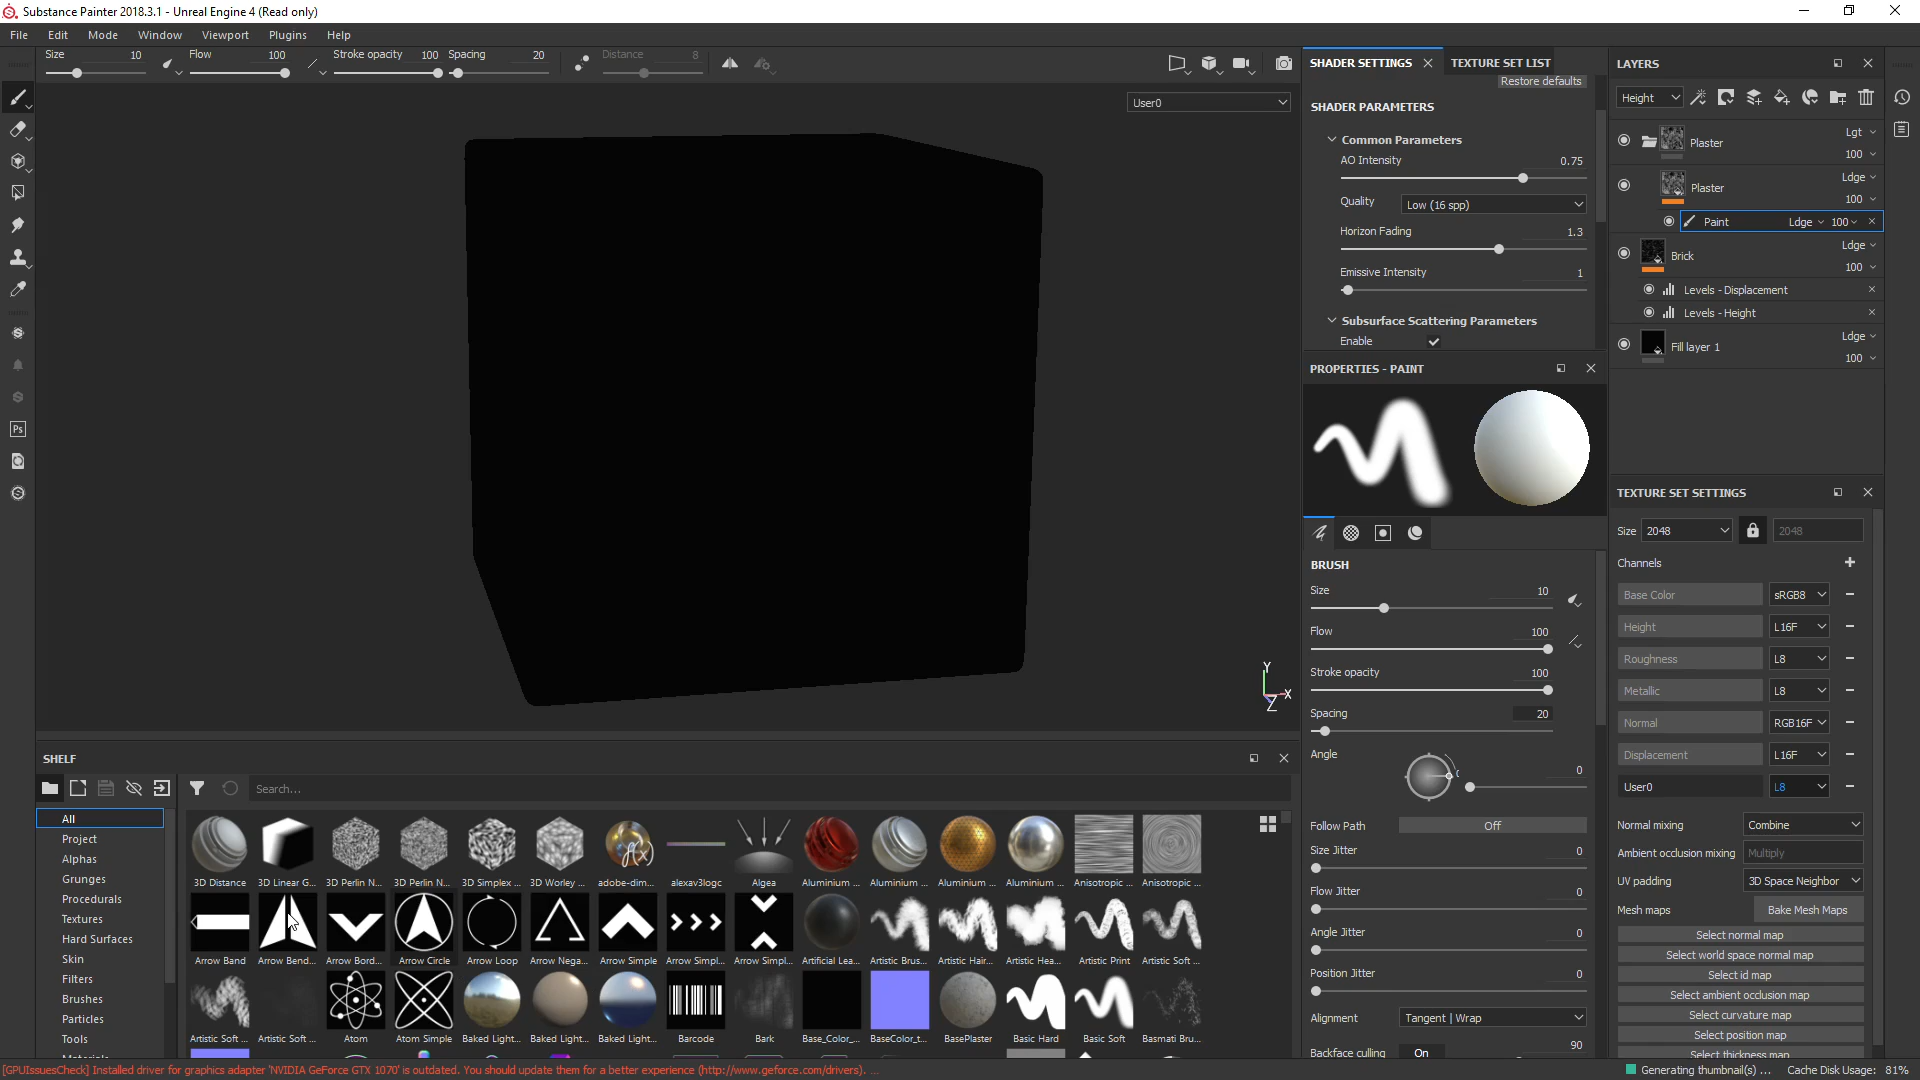 Substance Painter 2018.3.1 - Unreal Engine 4 (Read only)
File Edit Mode Window Viewport Plugins Help
Size 10 Flow 100 Stroke opacity 100 Spacing 20 Distance 8
User0
SHADER SETTINGS TEXTURE SET LIST
Restore defaults
SHADER PARAMETERS
Common Parameters
AO Intensity 0.75
Quality Low (16 spp)
Horizon Fading 1.3
Emissive Intensity 1
Subsurface Scattering Parameters
Enable
PROPERTIES - PAINT
BRUSH
Size 10
Flow 100
Stroke opacity 100
Spacing 20
Angle 0
Follow Path Off
Size Jitter 0
Flow Jitter 0
Angle Jitter 0
Position Jitter 0
Alignment Tangent | Wrap
Backface culling On 90
LAYERS
Height
Plaster Lgt 100
Plaster Ldge 100
Paint Ldge 100
Brick Ldge 100
Levels - Displacement
Levels - Height
Fill layer 1 Ldge 100
TEXTURE SET SETTINGS
Size 2048 2048
Channels
Base Color sRGB8
Height L16F
Roughness L8
Metallic L8
Normal RGB16F
Displacement L16F
User0 L8
Normal mixing Combine
Ambient occlusion mixing Multiply
UV padding 3D Space Neighbor
Mesh maps Bake Mesh Maps
Select normal map
Select world space normal map
Select id map
Select ambient occlusion map
Select curvature map
Select position map
Select thickness map
Y
X
Z
Ps
SHELF
Search...
All
Project
Alphas
Grunges
Procedurals
Textures
Hard Surfaces
Skin
Filters
Brushes
Particles
Tools
Materials
3D Distance 3D Linear G... 3D Perlin N... 3D Perlin N... 3D Simplex ... 3D Worley ... adobe-dim... alexav3logc Algea Aluminium ... Aluminium ... Aluminium ... Aluminium ... Anisotropic ... Anisotropic ...
Arrow Band Arrow Bend... Arrow Bord... Arrow Circle Arrow Loop Arrow Nega... Arrow Simple Arrow Simpl... Arrow Simpl... Artificial Lea... Artistic Brus... Artistic Hair... Artistic Hea... Artistic Print Artistic Soft ...
Artistic Soft ... Artistic Soft ... Atom Atom Simple Baked Light... Baked Light... Baked Light... Barcode Bark Base_Color_... BaseColor_t... BasePlaster Basic Hard Basic Soft Basmati Bru...
[GPUIssuesCheck] Installed driver for graphics adapter 'NVIDIA GeForce GTX 1070' is outdated. You should update them for a better experience (http://www.geforce.com/drivers). ...
Generating thumbnail(s) ... Cache Disk Usage: 81%